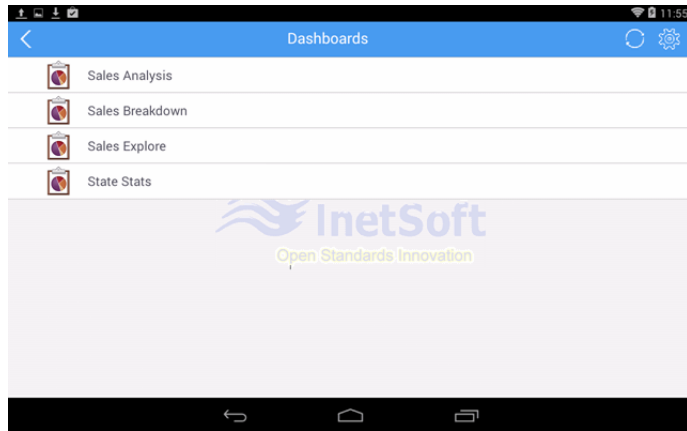 11:55
Dashboards
Sales Analysis
Sales Breakdown
Sales Explore
State Stats
InetSoft
Open Standards Innovation